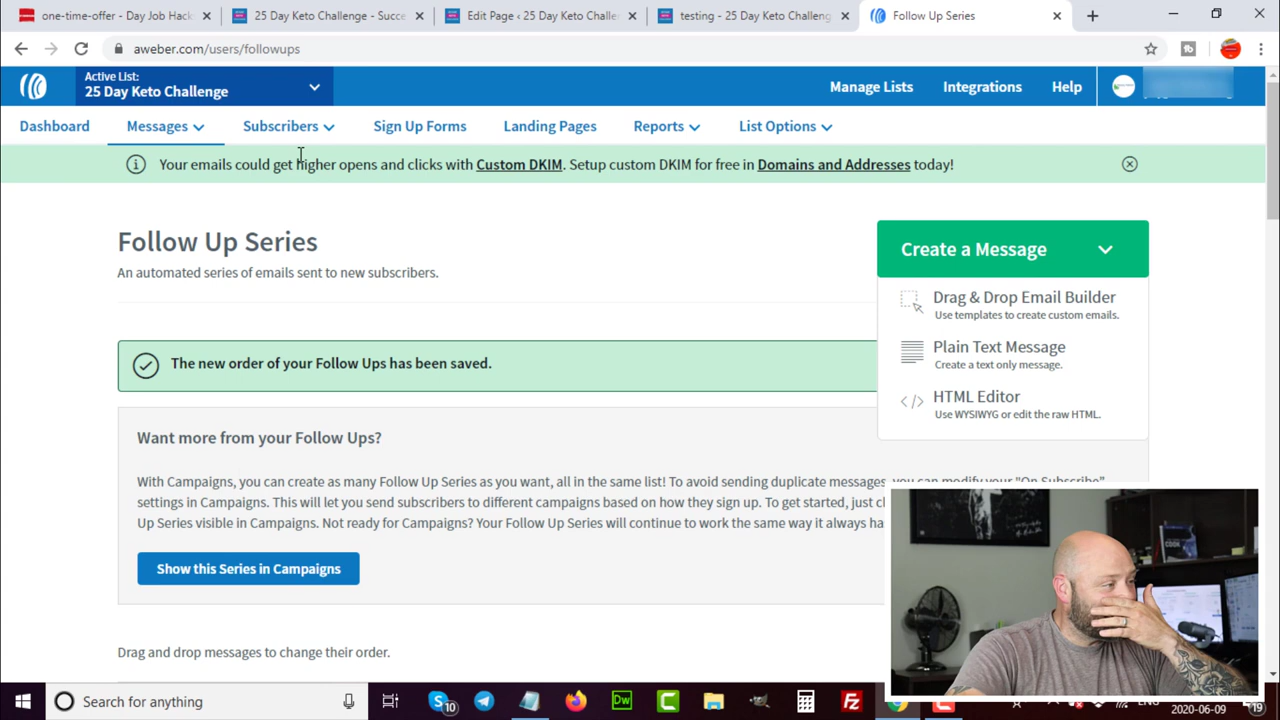 one-time-offer - Day Job Hack
25 Day Keto Challenge - Succe
Edit Page ‹ 25 Day Keto Challe
testing - 25 Day Keto Challeng
Follow Up Series
aweber.com/users/followups
Active List:
25 Day Keto Challenge
Manage Lists
Integrations
Help
Dashboard
Messages
Subscribers
Sign Up Forms
Landing Pages
Reports
List Options
Your emails could get higher opens and clicks with Custom DKIM. Setup custom DKIM for free in Domains and Addresses today!
Follow Up Series
An automated series of emails sent to new subscribers.
Create a Message
Drag & Drop Email Builder
Use templates to create custom emails.
Plain Text Message
Create a text only message.
HTML Editor
Use WYSIWYG or edit the raw HTML.
The new order of your Follow Ups has been saved.
Want more from your Follow Ups?
With Campaigns, you can create as many Follow Up Series as you want, all in the same list! To avoid sending duplicate messages, you can modify your "On Subscribe"
settings in Campaigns. This will let you send subscribers to different campaigns based on how they sign up. To get started, just cl
Up Series visible in Campaigns. Not ready for Campaigns? Your Follow Up Series will continue to work the same way it always ha
Show this Series in Campaigns
Drag and drop messages to change their order.
Search for anything
10
Dw
ENG
2020-06-09
19